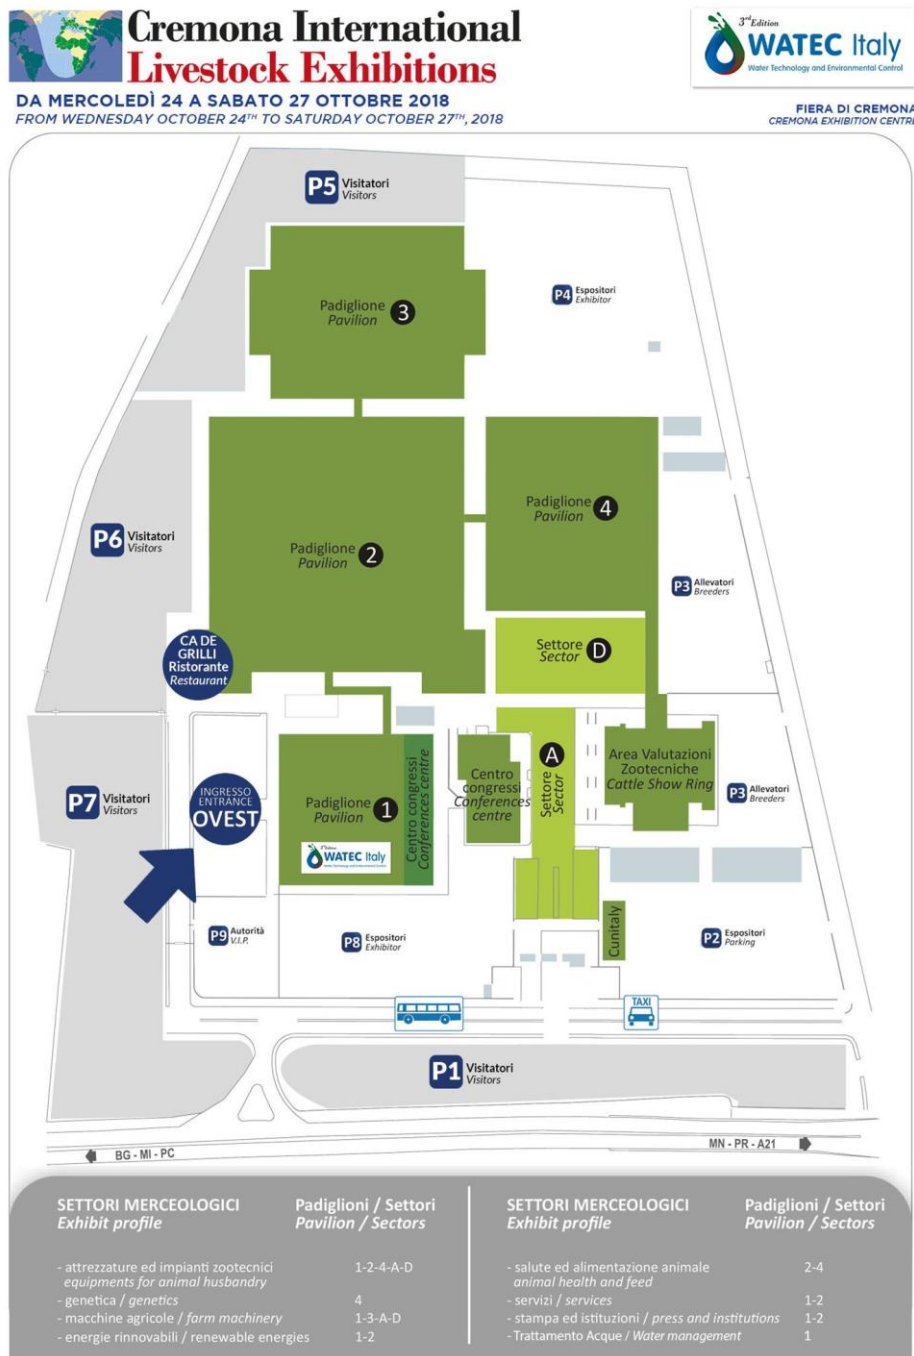 Cremona International
Livestock Exhibitions
DA MERCOLEDÌ 24 A SABATO 27 OTTOBRE 2018
FROM WEDNESDAY OCTOBER 24TH TO SATURDAY OCTOBER 27TH, 2018
3rd Edition
WATEC Italy
Water Technology and Environmental Control
FIERA DI CREMONA
CREMONA EXHIBITION CENTRE
P5 Visitatori
Visitors
Padiglione 3
Pavilion
P4 Espositori
Exhibitor
Padiglione 4
Pavilion
P6 Visitatori
Visitors
Padiglione 2
Pavilion
P3 Allevatori
Breeders
CA DE
GRILLI
Ristorante
Restaurant
Settore D
Sector
P7 Visitatori
Visitors
INGRESSO
ENTRANCE
OVEST
Padiglione 1
Pavilion
WATEC Italy
Centro congressi
Conferences centre
Centro
congressi
Conferences
centre
Settore A
Sector
Area Valutazioni
Zootecniche
Cattle Show Ring
P3 Allevatori
Breeders
P9 Autorità
V.I.P.
P8 Espositori
Exhibitor
Cunitaly
P2 Espositori
Parking
TAXI
P1 Visitatori
Visitors
BG - MI - PC
MN - PR - A21
SETTORI MERCEOLOGICI Padiglioni / Settori
Exhibit profile Pavilion / Sectors
- attrezzature ed impianti zootecnici 1-2-4-A-D
equipments for animal husbandry
- genetica / genetics 4
- macchine agricole / farm machinery 1-3-A-D
- energie rinnovabili / renewable energies 1-2
SETTORI MERCEOLOGICI Padiglioni / Settori
Exhibit profile Pavilion / Sectors
- salute ed alimentazione animale 2-4
animal health and feed
- servizi / services 1-2
- stampa ed istituzioni / press and institutions 1-2
- Trattamento Acque / Water management 1